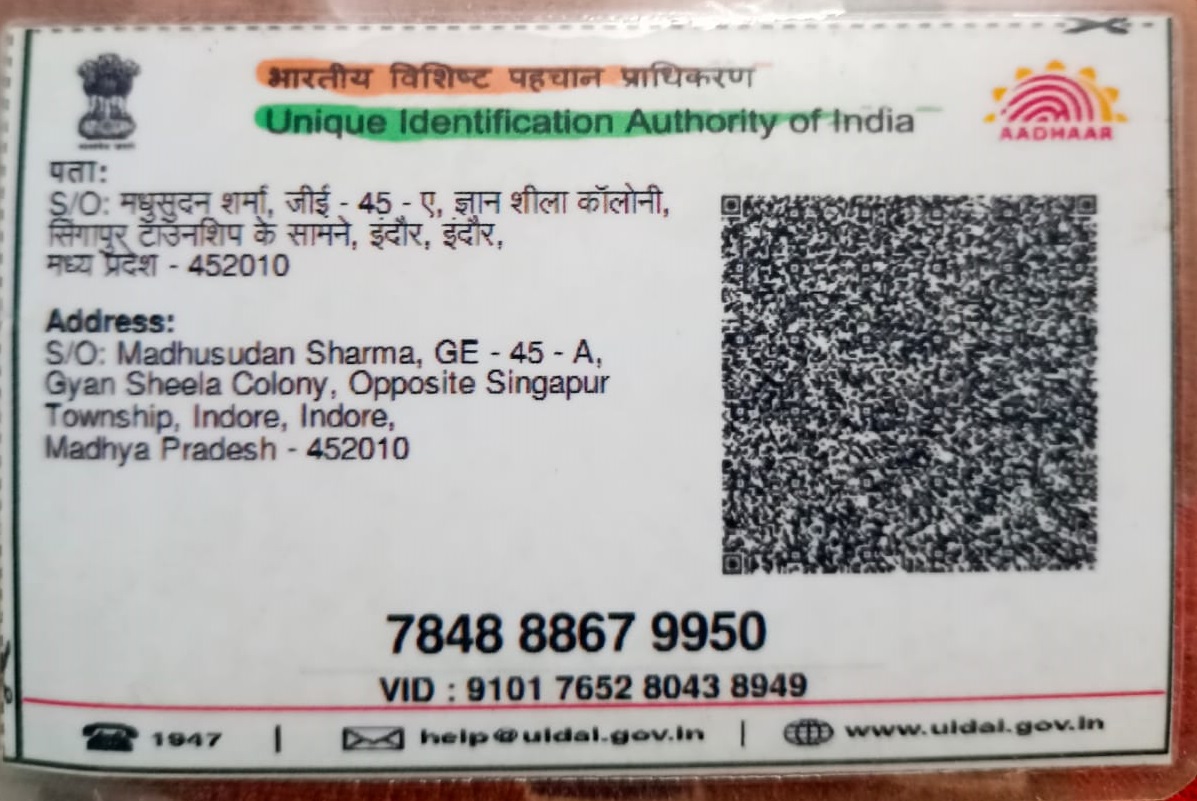 भारतीय विशिष्ट पहचान प्राधिकरण
Unique Identification Authority of India
AADHAAR
पता:
S/O: मधुसुदन शर्मा, जीई - 45 - ए, ज्ञान शीला कॉलोनी,
सिंगापुर टाउनशिप के सामने, इंदौर, इंदौर,
मध्य प्रदेश - 452010
Address:
S/O: Madhusudan Sharma, GE - 45 - A,
Gyan Sheela Colony, Opposite Singapur
Township, Indore, Indore,
Madhya Pradesh - 452010
7848 8867 9950
VID : 9101 7652 8043 8949
1947 | help@uidai.gov.in | www.uidai.gov.in